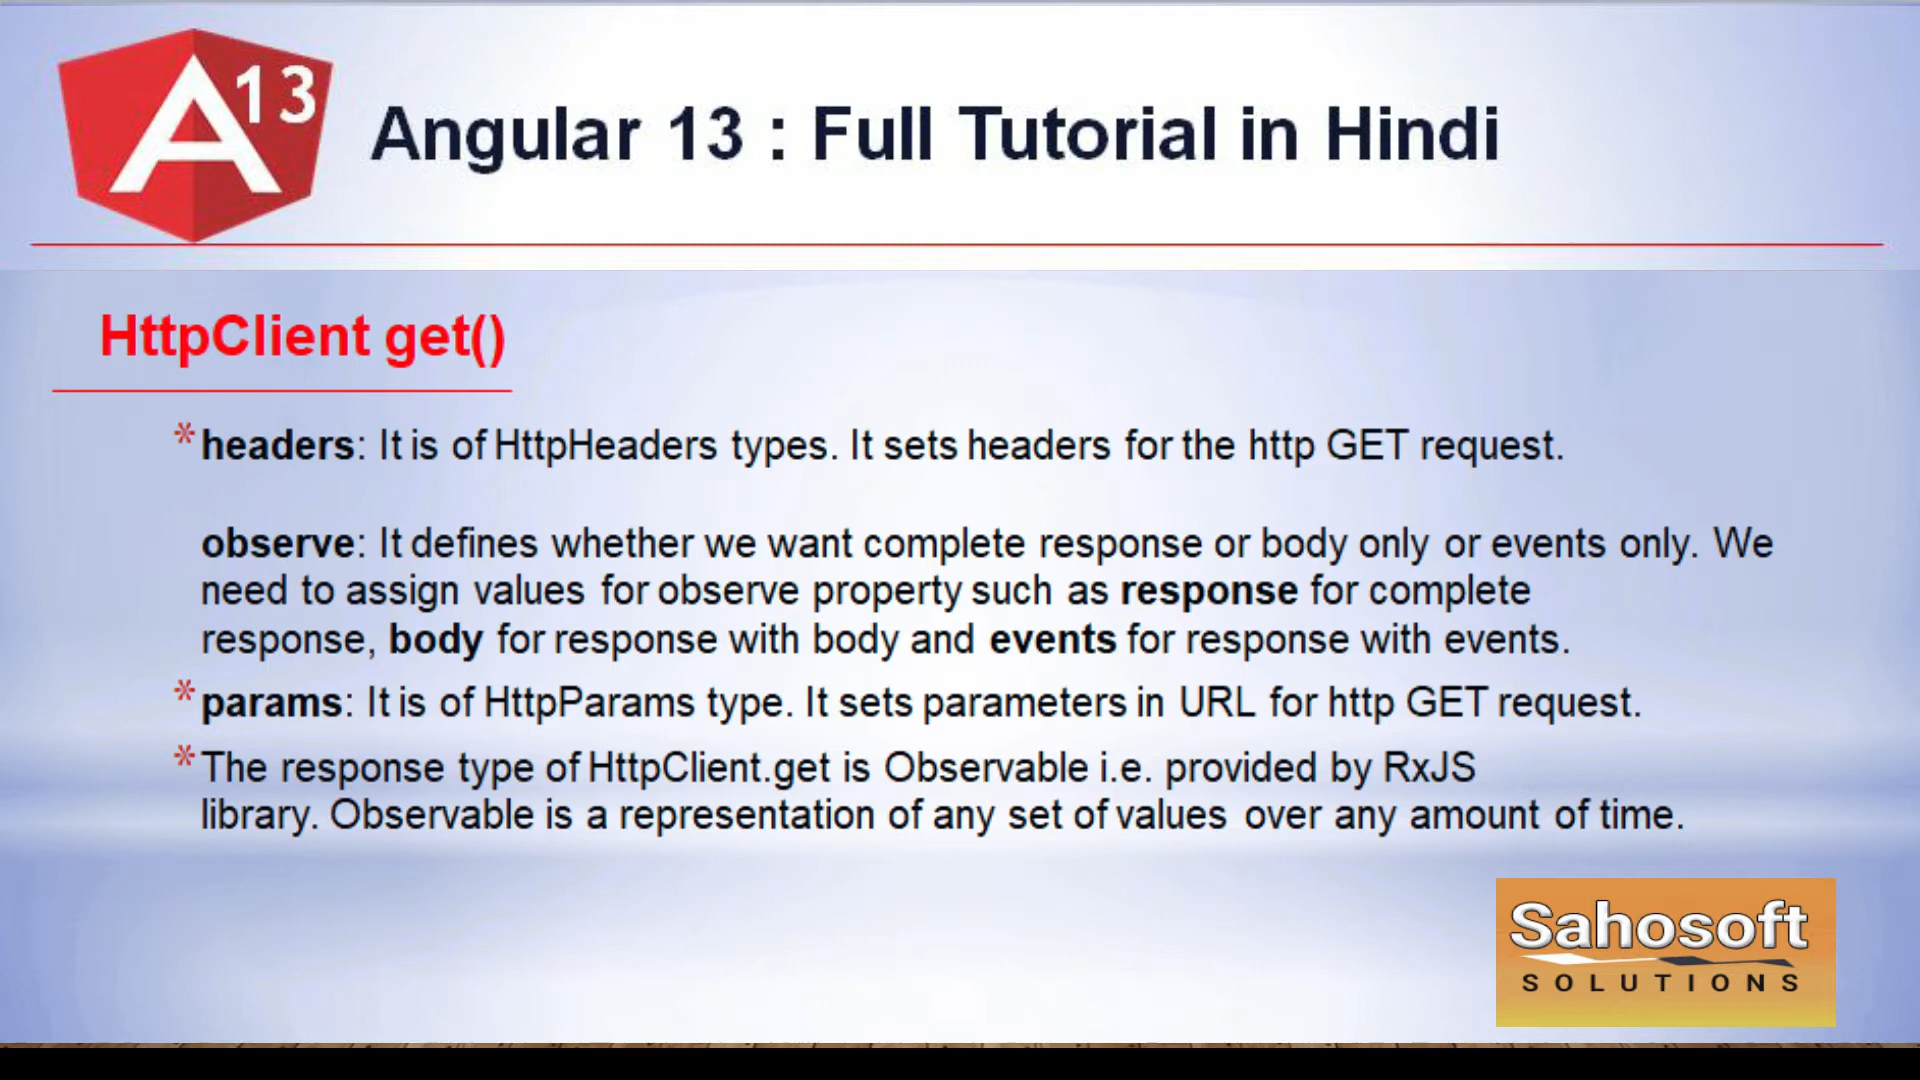 A13
Angular 13 : Full Tutorial in Hindi
HttpClient get()
* headers: It is of HttpHeaders types. It sets headers for the http GET request.
observe: It defines whether we want complete response or body only or events only. We
need to assign values for observe property such as response for complete
response, body for response with body and events for response with events.
* params: It is of HttpParams type. It sets parameters in URL for http GET request.
* The response type of HttpClient.get is Observable i.e. provided by RxJS
library. Observable is a representation of any set of values over any amount of time.
Sahosoft
SOLUTIONS